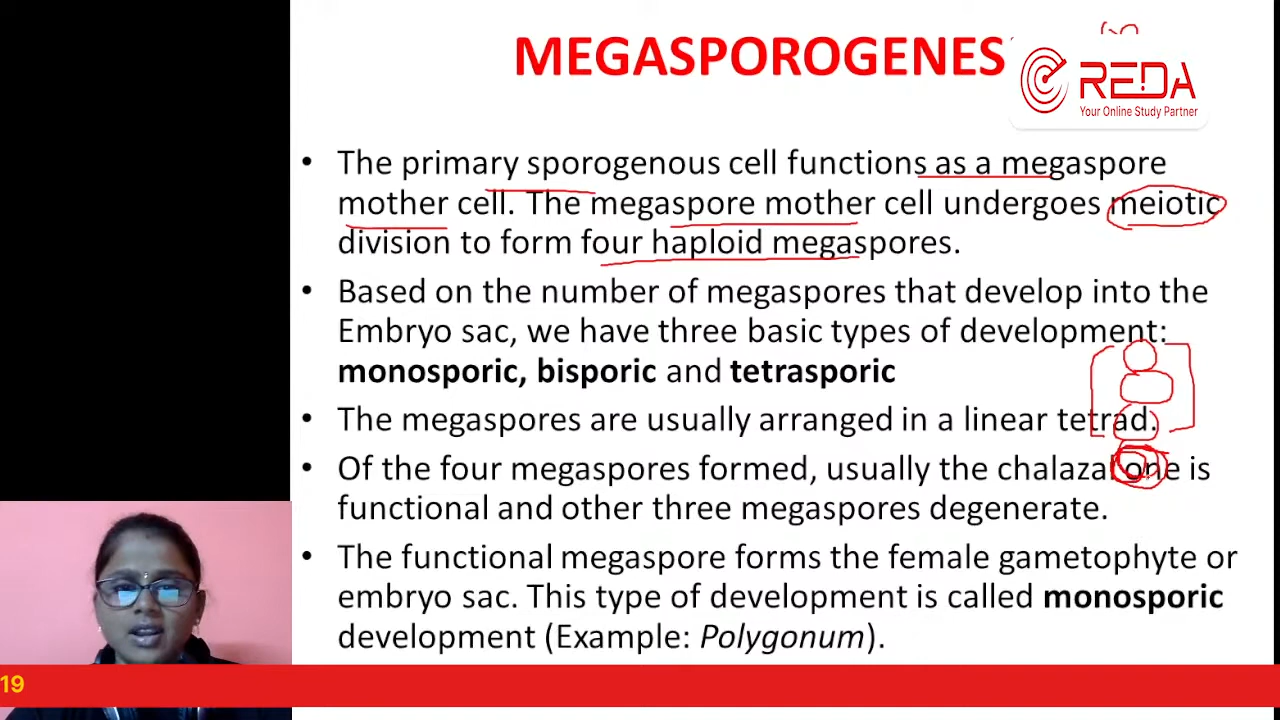 MEGASPOROGENES
REDA
Your Online Study Partner
• The primary sporogenous cell functions as a megaspore
mother cell. The megaspore mother cell undergoes meiotic
division to form four haploid megaspores.
• Based on the number of megaspores that develop into the
Embryo sac, we have three basic types of development:
monosporic, bisporic and tetrasporic
• The megaspores are usually arranged in a linear tetrad.
• Of the four megaspores formed, usually the chalazal one is
functional and other three megaspores degenerate.
• The functional megaspore forms the female gametophyte or
embryo sac. This type of development is called monosporic
development (Example: Polygonum).
19